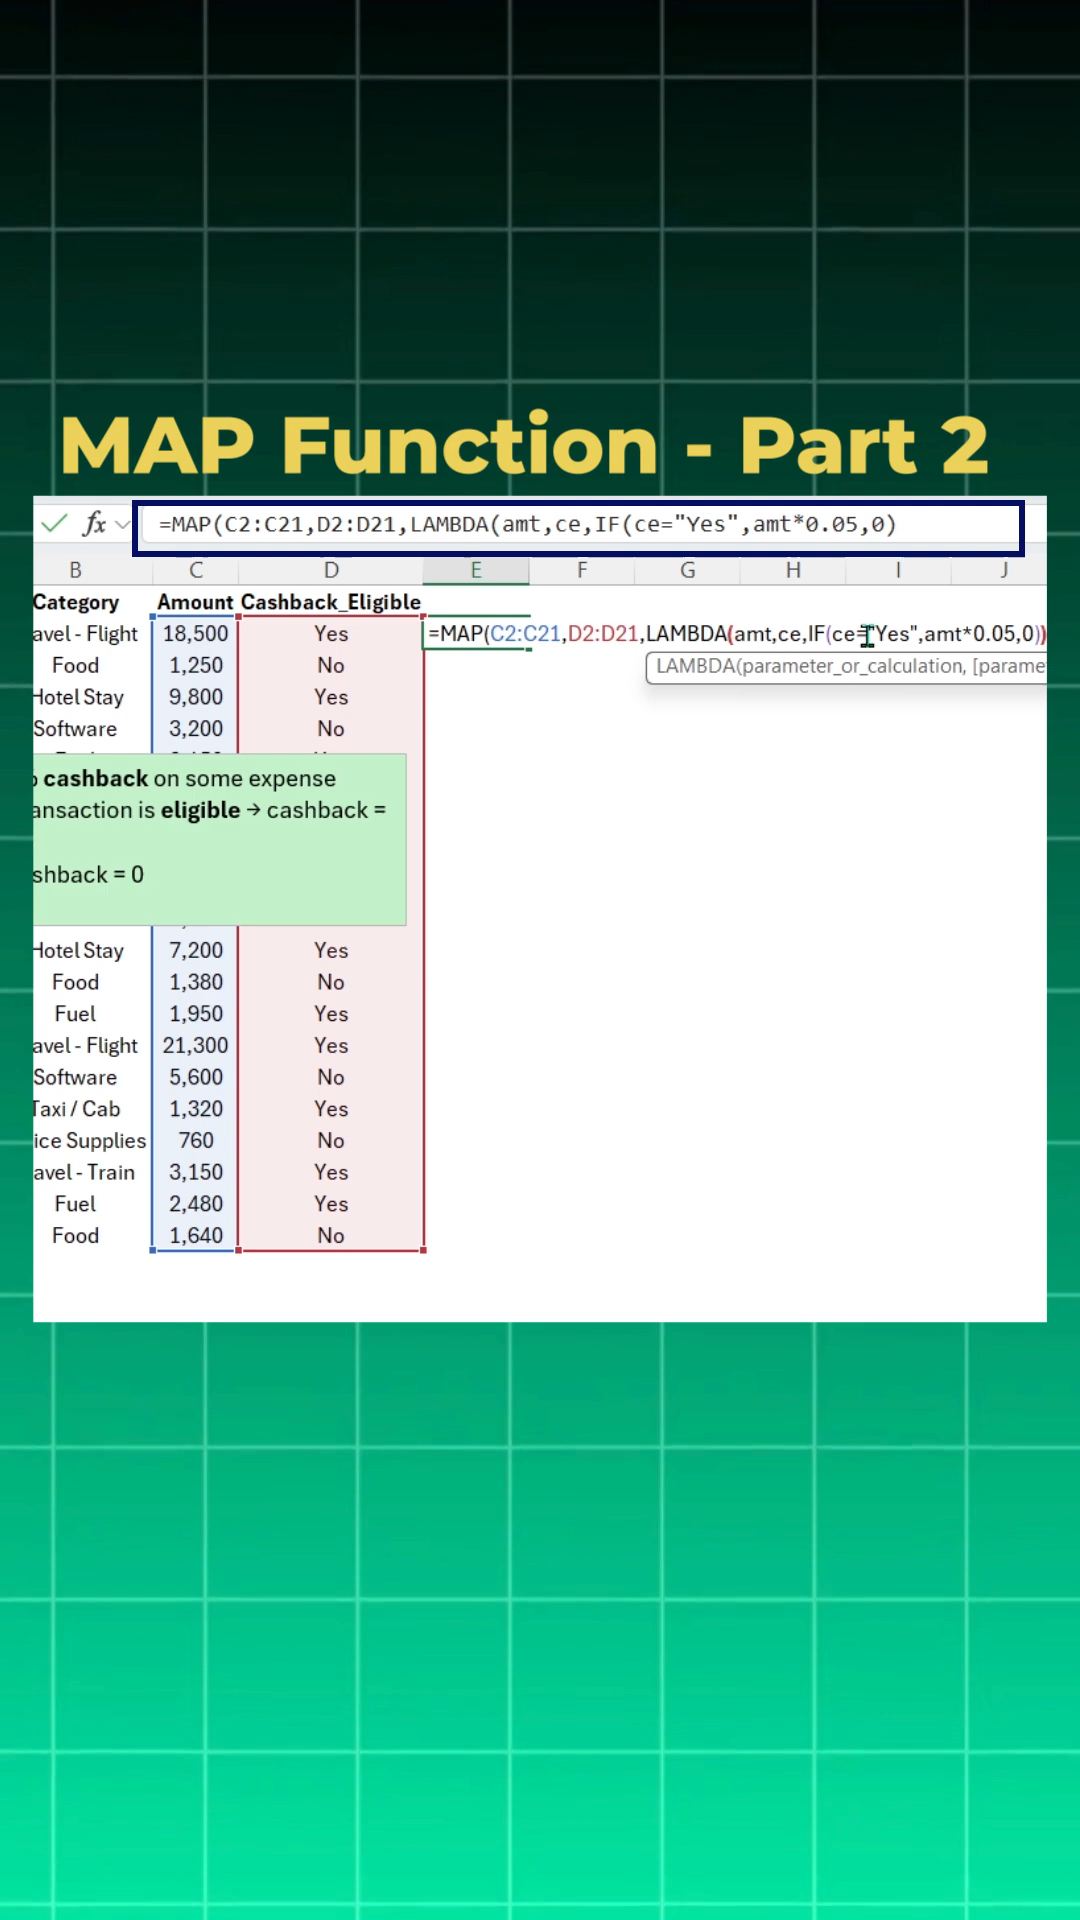 MAP Function - Part 2
fx =MAP(C2:C21,D2:D21,LAMBDA(amt,ce,IF(ce="Yes",amt*0.05,0)
B C D E F G H I J
Category Amount Cashback_Eligible
avel - Flight 18,500 Yes =MAP(C2:C21,D2:D21,LAMBDA(amt,ce,IF(ce="Yes",amt*0.05,0))
Food 1,250 No LAMBDA(parameter_or_calculation, [parame
Hotel Stay 9,800 Yes
Software 3,200 No
cashback on some expense
ansaction is eligible → cashback =
shback = 0
Hotel Stay 7,200 Yes
Food 1,380 No
Fuel 1,950 Yes
avel - Flight 21,300 Yes
Software 5,600 No
Taxi / Cab 1,320 Yes
ice Supplies 760 No
avel - Train 3,150 Yes
Fuel 2,480 Yes
Food 1,640 No